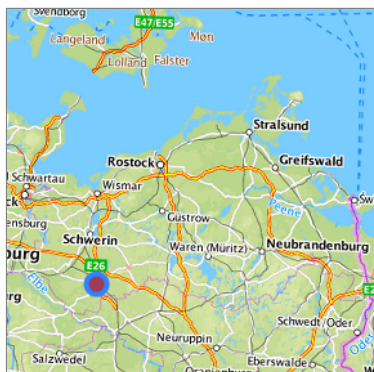 Svendborg
E47/E55
Langeland
Møn
Lolland Falster
Stralsund
Rostock
Greifswald
Schwartau
Wismar
Güstrow
Peene
Schwerin
Waren (Müritz)
Neubrandenburg
E26
Elbe
Schwedt/Oder
Neuruppin
Salzwedel
Eberswalde